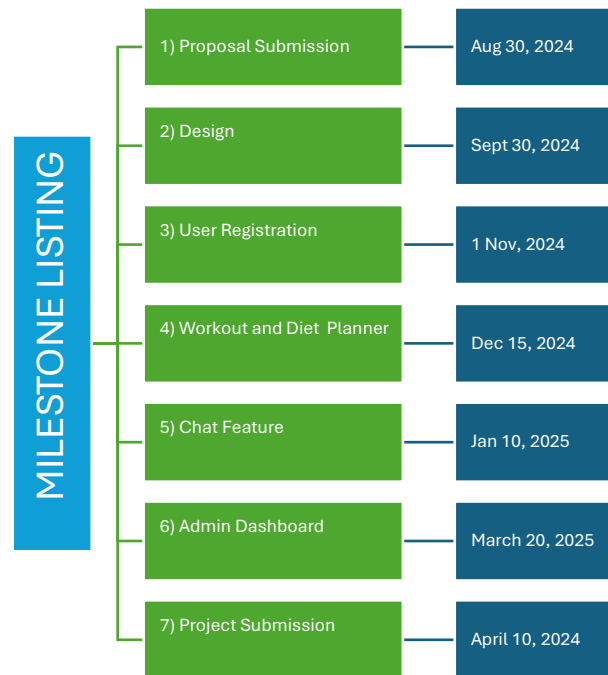 MILESTONE LISTING
1) Proposal Submission
Aug 30, 2024
2) Design
Sept 30, 2024
3) User Registration
1 Nov, 2024
4) Workout and Diet  Planner
Dec 15, 2024
5) Chat Feature
Jan 10, 2025
6) Admin Dashboard
March 20, 2025
7) Project Submission
April 10, 2024